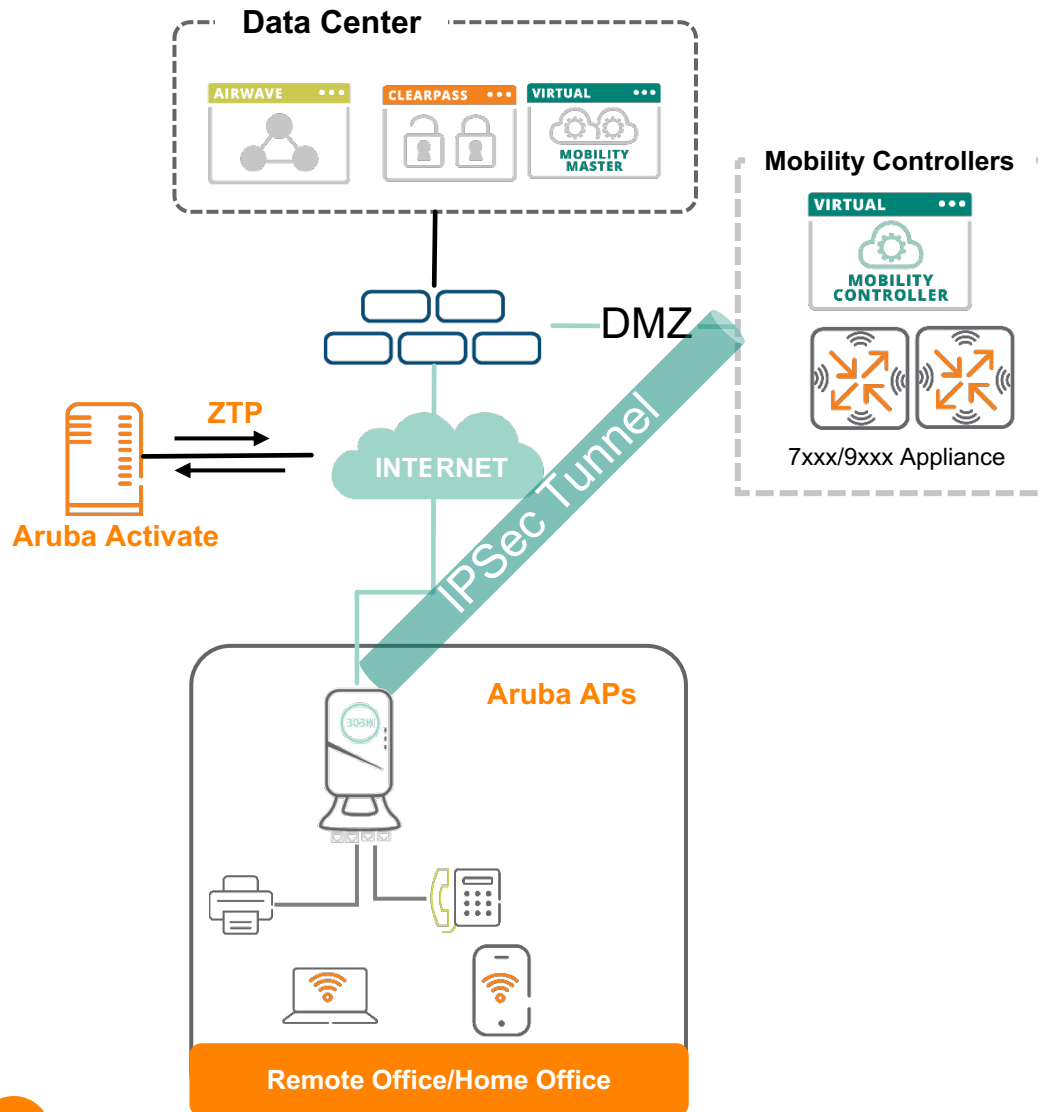 Data Center
AIRWAVE
CLEARPASS
VIRTUAL
MOBILITY
MASTER
Mobility Controllers
VIRTUAL
MOBILITY
CONTROLLER
7xxx/9xxx Appliance
DMZ
ZTP
INTERNET
IPSec Tunnel
Aruba Activate
Aruba APs
Remote Office/Home Office